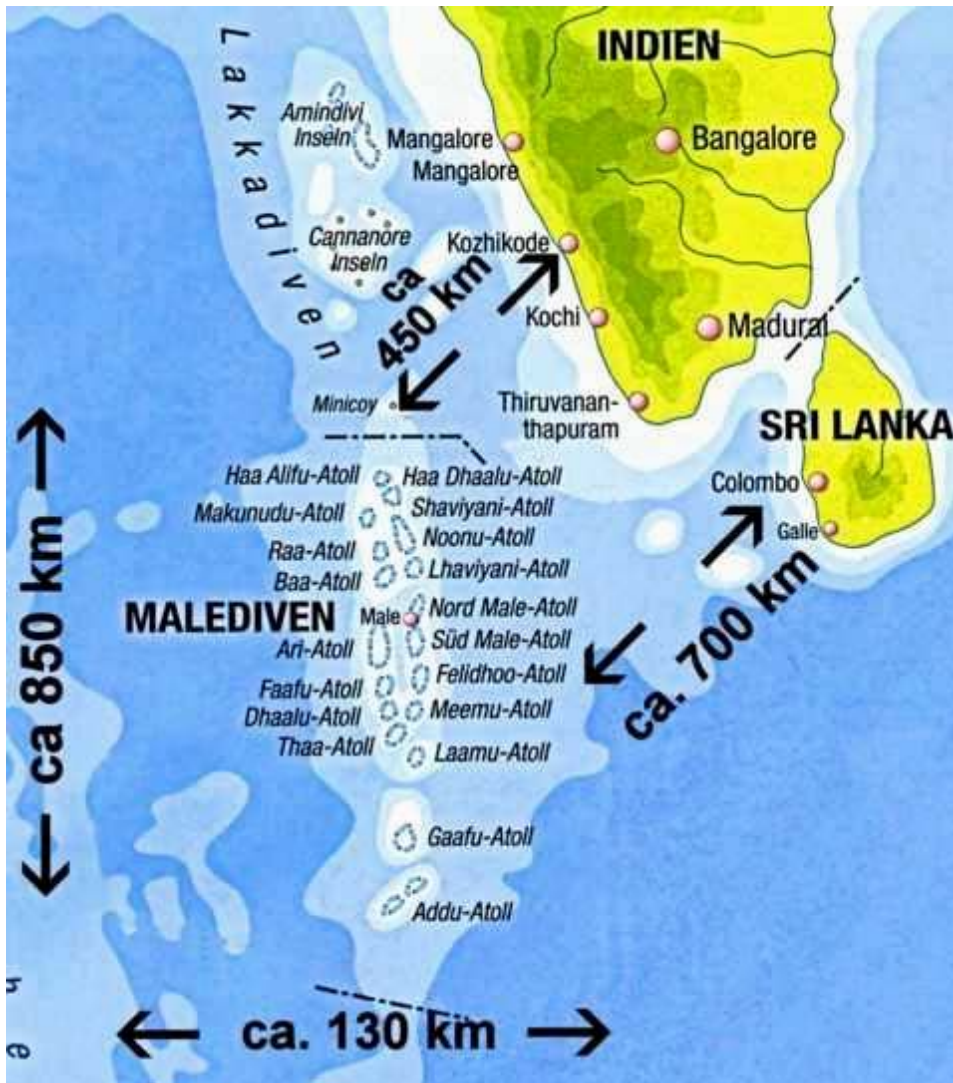 INDIEN
Lakkadiven
Amindivi
Inseln
Mangalore
Mangalore
Bangalore
Cannanore
Inseln
Kozhikode
ca
450 km
Kochi
Madurai
Minicoy
Thiruvanan-
thapuram
SRI LANKA
Haa Alifu-Atoll
Haa Dhaalu-Atoll
Colombo
Makunudu-Atoll
Shaviyani-Atoll
Galle
Noonu-Atoll
Raa-Atoll
Lhaviyani-Atoll
Baa-Atoll
ca. 700 km
ca 850 km
MALEDIVEN
Male
Nord Male-Atoll
Ari-Atoll
Süd Male-Atoll
Felidhoo-Atoll
Faafu-Atoll
Dhaalu-Atoll
Meemu-Atoll
Thaa-Atoll
Laamu-Atoll
Gaafu-Atoll
Addu-Atoll
h
e
ca. 130 km